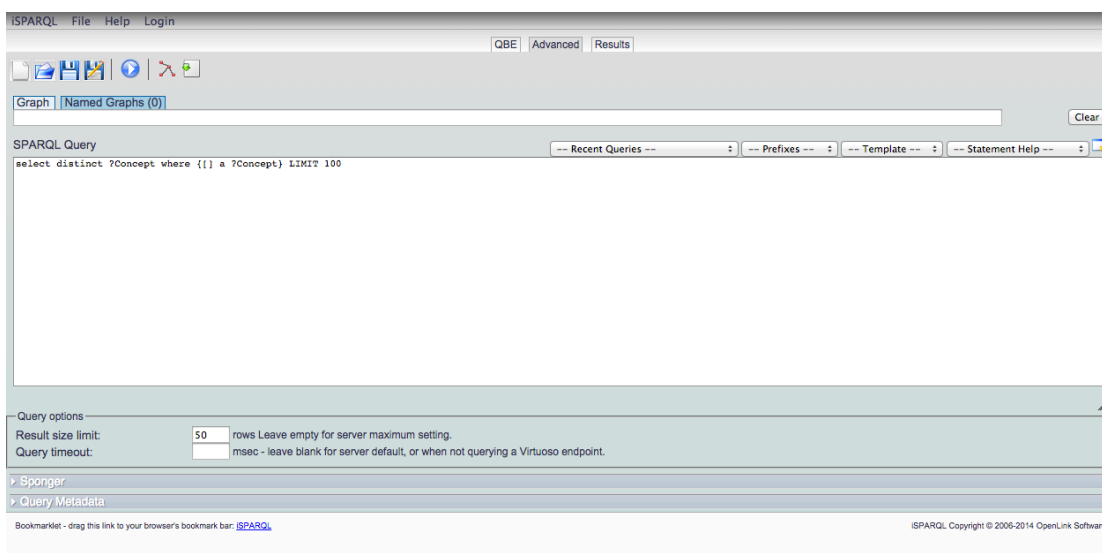 iSPARQL File Help Login
QBE Advanced Results
Graph Named Graphs (0)
Clear
SPARQL Query
-- Recent Queries -- -- Prefixes -- -- Template -- -- Statement Help --
select distinct ?Concept where {[] a ?Concept} LIMIT 100
Query options
Result size limit: 50 rows Leave empty for server maximum setting.
Query timeout: msec - leave blank for server default, or when not querying a Virtuoso endpoint.
Sponger
Query Metadata
Bookmarklet - drag this link to your browser's bookmark bar: iSPARQL
iSPARQL Copyright © 2006-2014 OpenLink Softwar